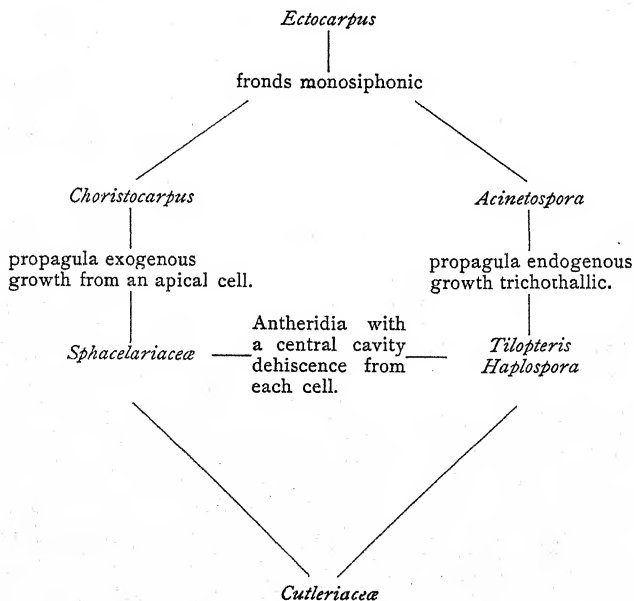 Ectocarpus
fronds monosiphonic
Choristocarpus
Acinetospora
propagula exogenous
growth from an apical cell.
propagula endogenous
growth trichothallic.
Antheridia with
a central cavity
dehiscence from
each cell.
Sphacelariaceæ
Tilopteris
Haplospora
Cutleriaceæ